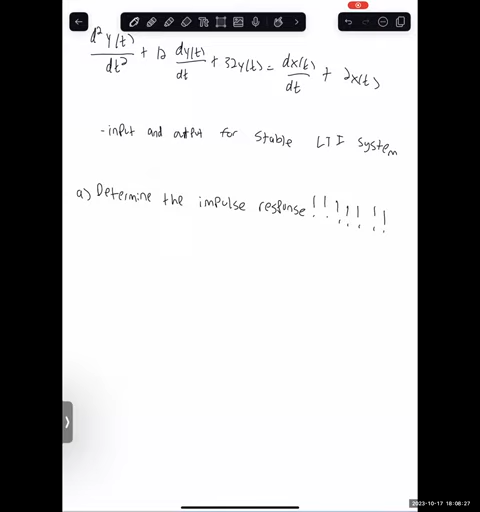 d²y(t)/dt² + 12 dy(t)/dt + 32y(t) = dx(t)/dt + 2x(t)
- input and output for stable LTI system
a) Determine the impulse response !!!!!!!
2023-10-17 18:08:27